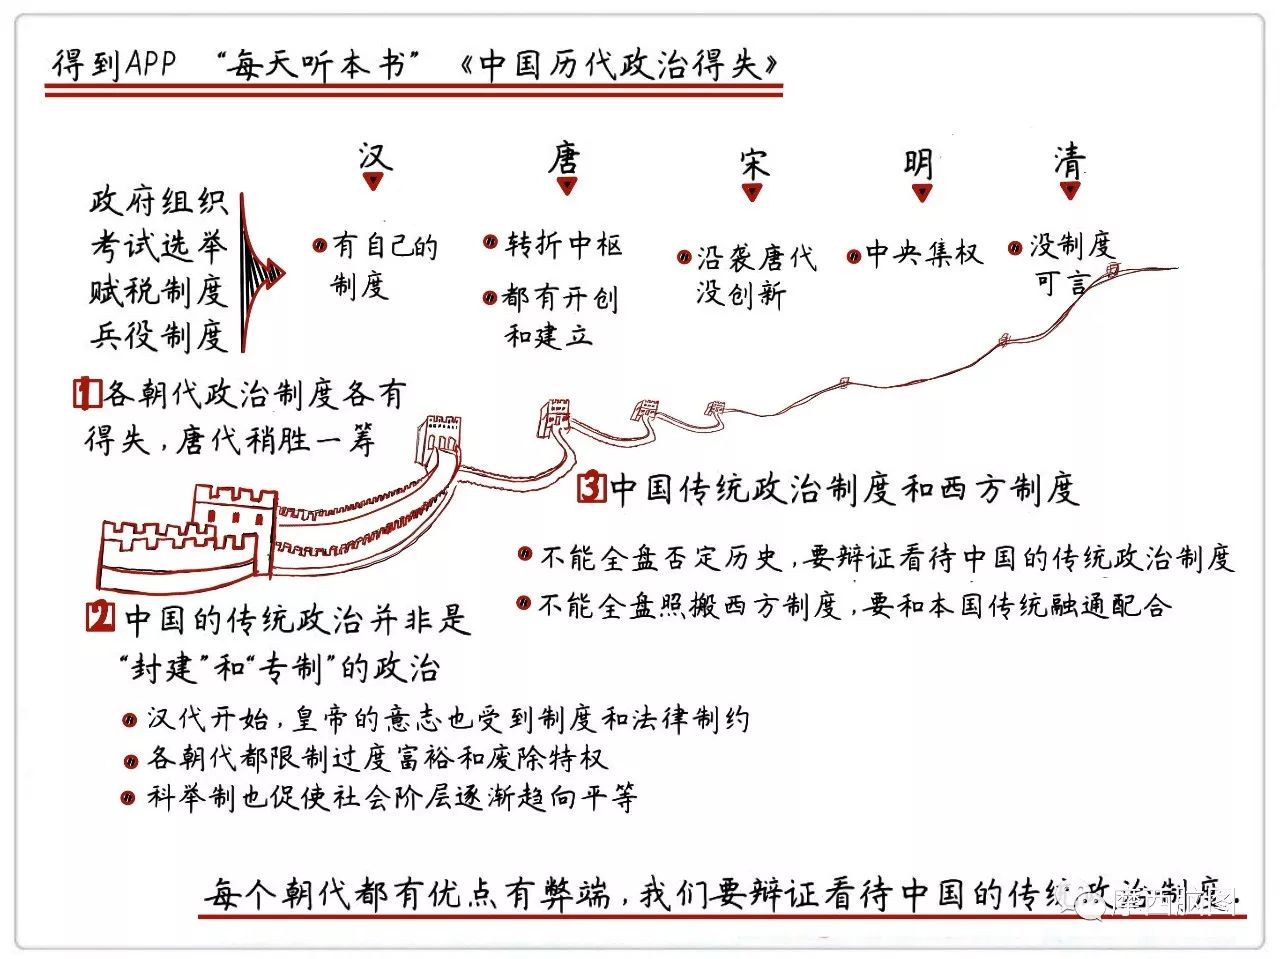 得到APP “每天听本书” 《中国历代政治得失》
汉 唐 宋 明 清
政府组织
考试选举
赋税制度
兵役制度
有自己的
制度
转折中枢
都有开创
和建立
沿袭唐代
没创新
中央集权
没制度
可言
1 各朝代政治制度各有
得失,唐代稍胜一筹
2 中国的传统政治并非是
“封建”和“专制”的政治
汉代开始,皇帝的意志也受到制度和法律制约
各朝代都限制过度富裕和废除特权
科举制也促使社会阶层逐渐趋向平等
3 中国传统政治制度和西方制度
不能全盘否定历史,要辩证看待中国的传统政治制度
不能全盘照搬西方制度,要和本国传统融通配合
每个朝代都有优点有弊端,我们要辩证看待中国的传统政治制度.
摩西脑图